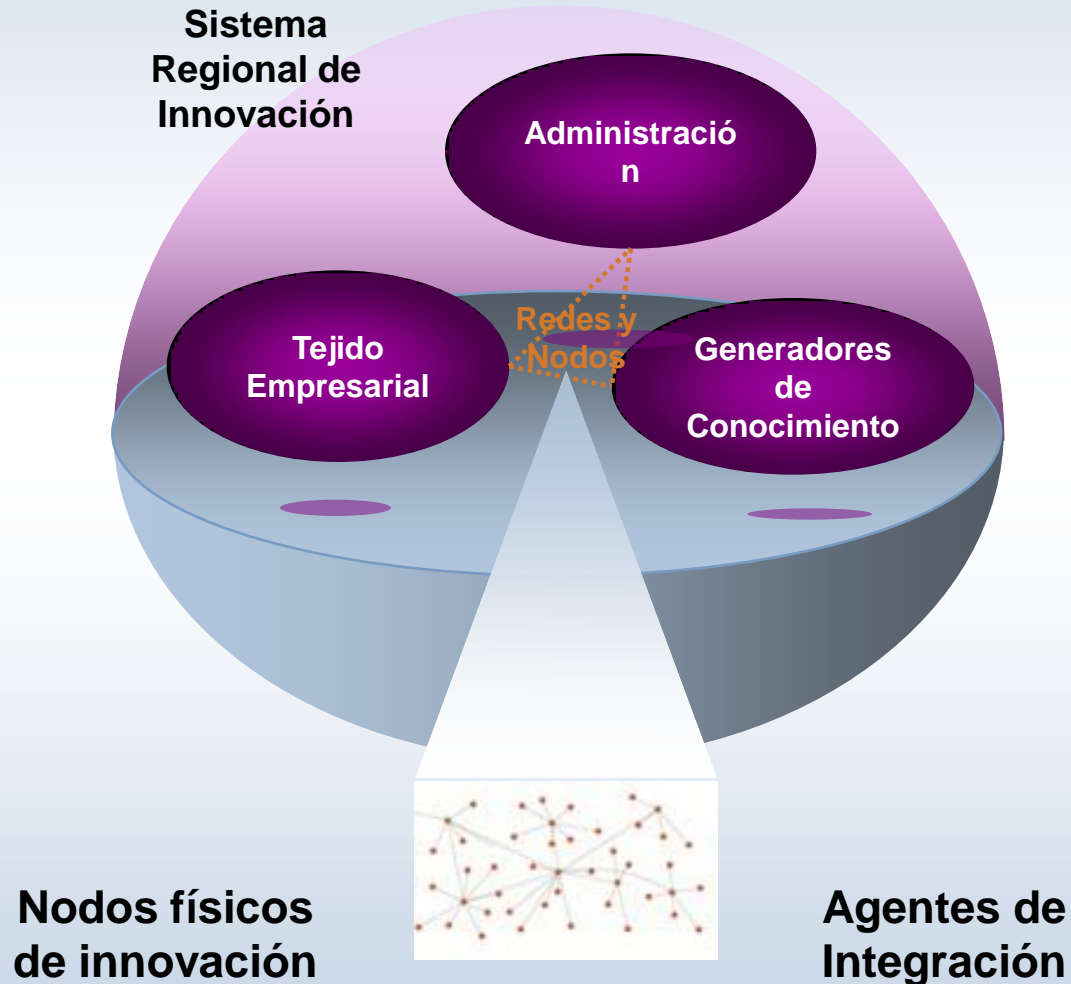 Sistema
Regional de
Innovación
Administració
n
Redes y
Nodos
Tejido
Empresarial
Generadores
de
Conocimiento
Nodos físicos
de innovación
Agentes de
Integración